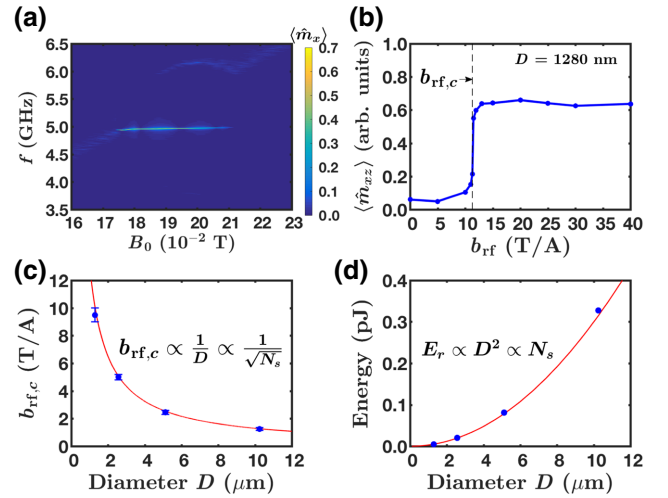 (a)
⟨m̂ₓ⟩
6.5
6.0
5.5
5.0
4.5
4.0
3.5
f (GHz)
16 17 18 19 20 21 22 23
B₀ (10⁻² T)
0.7
0.6
0.5
0.4
0.3
0.2
0.1
0.0
(b)
1.0
0.8
0.6
0.4
0.2
0.0
⟨m̂ₓz⟩ (arb. units)
D = 1280 nm
b_rf,c
0 5 10 15 20 25 30 35 40
b_rf (T/A)
(c)
12
10
8
6
4
2
0
b_rf,c (T/A)
b_rf,c ∝ 1/D ∝ 1/√Nₛ
0 2 4 6 8 10 12
Diameter D (μm)
(d)
0.4
0.3
0.2
0.1
0.0
Energy (pJ)
Eᵣ ∝ D² ∝ Nₛ
0 2 4 6 8 10 12
Diameter D (μm)